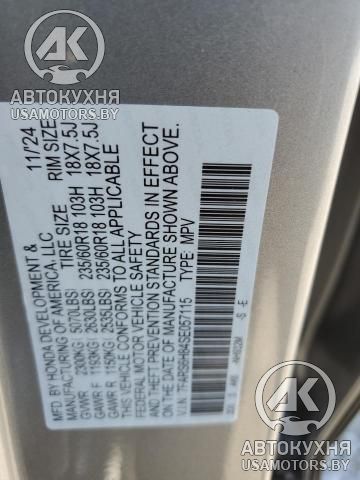 АВТОКУХНЯ
USAMOTORS.BY
MFD. BY HONDA DEVELOPMENT & 11/24
MANUFACTURING OF AMERICA, LLC
TIRE SIZE RIM SIZE
GVWR 2300KG (5070LBS)
GAWR F 1193KG (2630LBS) 235/60R18 103H 18X7.5J
GAWR R 1150KG (2535LBS) 235/60R18 103H 18X7.5J
THIS VEHICLE CONFORMS TO ALL APPLICABLE
FEDERAL MOTOR VEHICLE SAFETY STANDARDS IN EFFECT
ON THE DATE OF MANUFACTURE SHOWN ABOVE.
V.I.N. 7FARS6H84SE057115 TYPE: MPV
АВТОКУХНЯ
USAMOTORS.BY